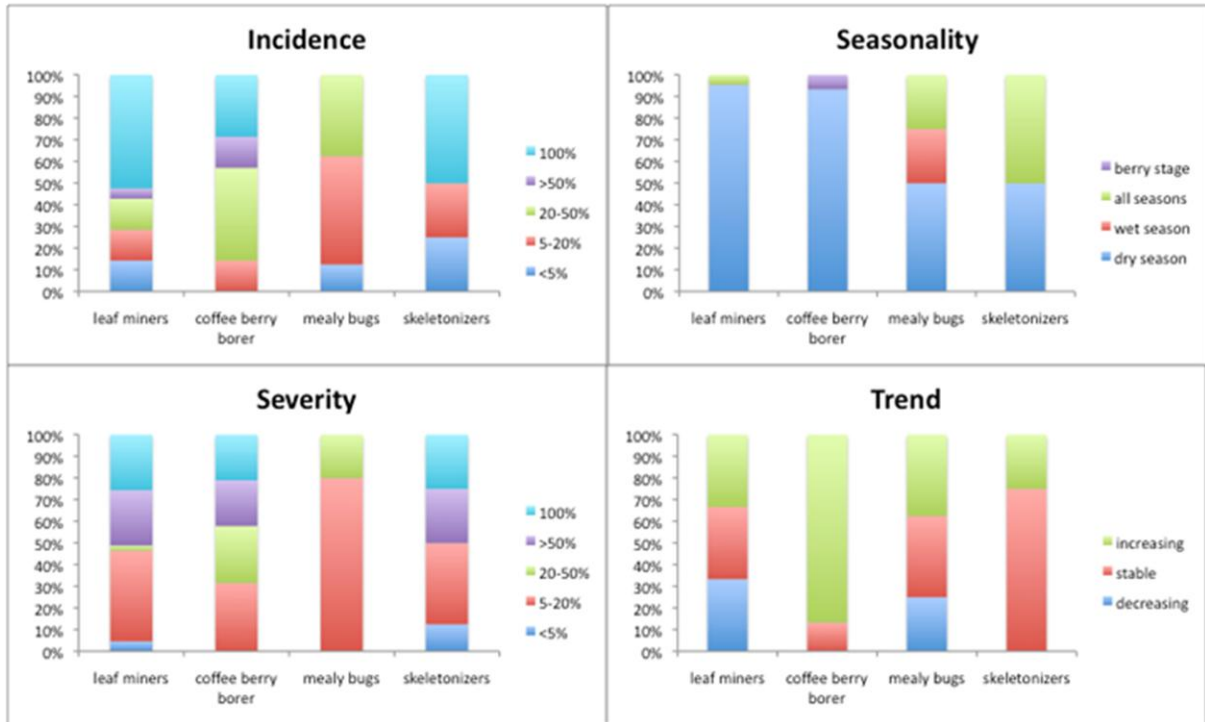 Incidence
100%
90%
80%
70%
60%
50%
40%
30%
20%
10%
0%
leaf miners
coffee berry
borer
mealy bugs
skeletonizers
100%
>50%
20-50%
5-20%
<5%
Seasonality
100%
90%
80%
70%
60%
50%
40%
30%
20%
10%
0%
leaf miners
coffee berry
borer
mealy bugs
skeletonizers
berry stage
all seasons
wet season
dry season
Severity
100%
90%
80%
70%
60%
50%
40%
30%
20%
10%
0%
leaf miners
coffee berry
borer
mealy bugs
skeletonizers
100%
>50%
20-50%
5-20%
<5%
Trend
100%
90%
80%
70%
60%
50%
40%
30%
20%
10%
0%
leaf miners
coffee berry
borer
mealy bugs
skeletonizers
increasing
stable
decreasing